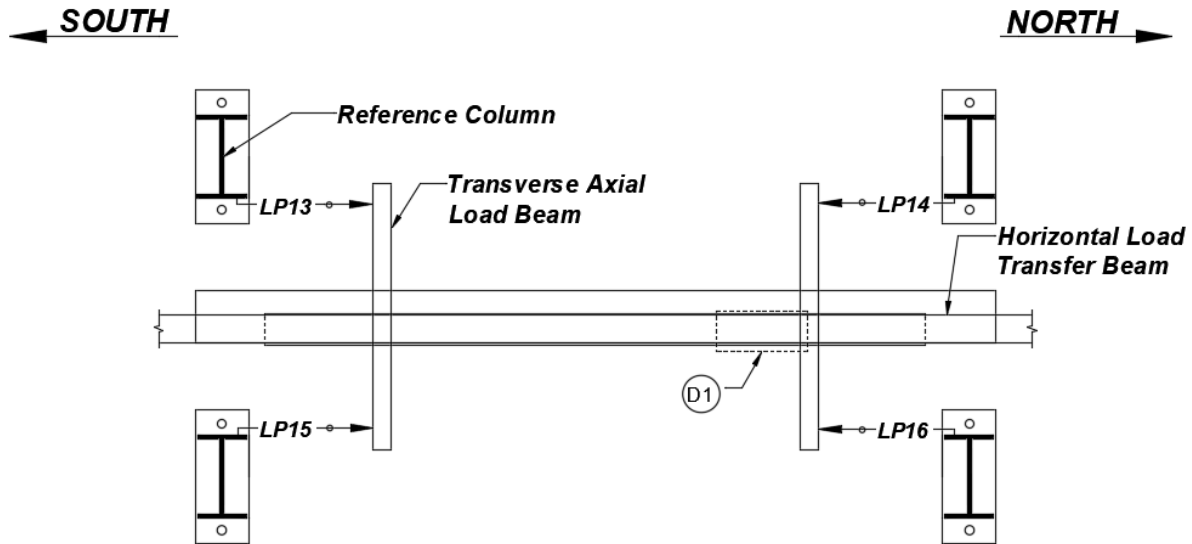 SOUTH
NORTH
Reference Column
LP13
Transverse Axial
Load Beam
LP14
Horizontal Load
Transfer Beam
D1
LP15
LP16